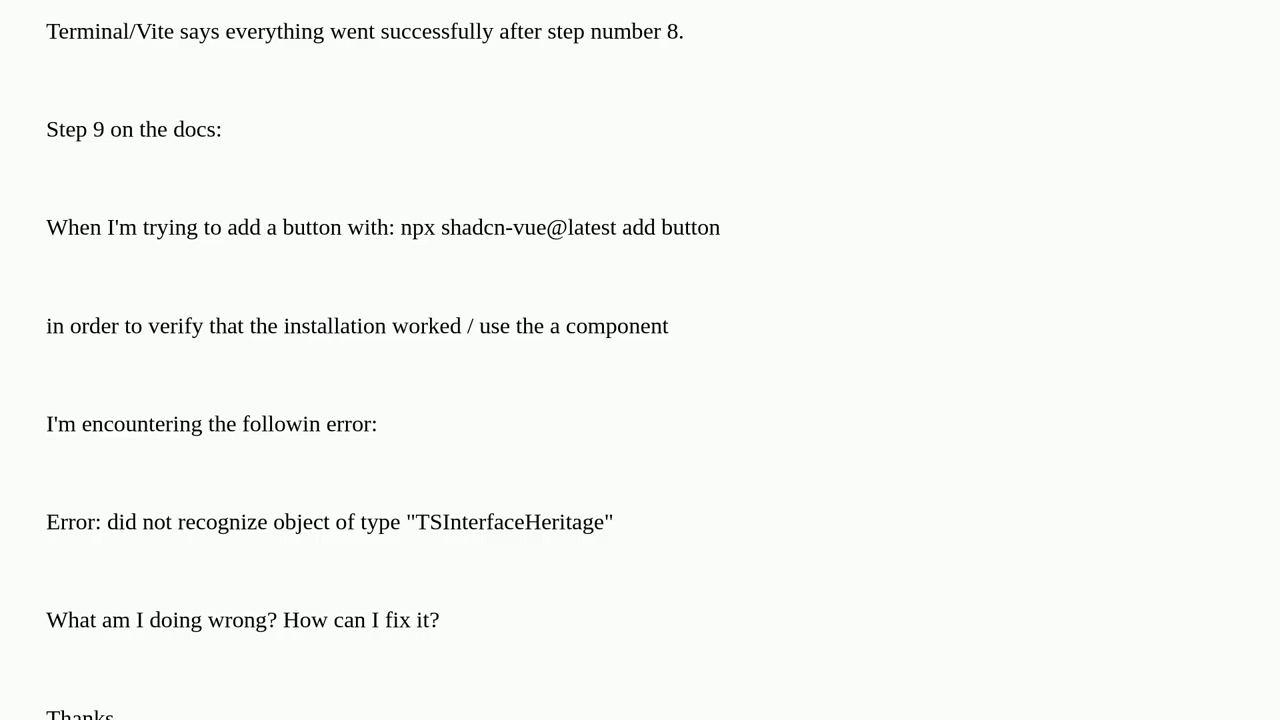 Terminal/Vite says everything went successfully after step number 8.
Step 9 on the docs:
When I'm trying to add a button with: npx shadcn-vue@latest add button
in order to verify that the installation worked / use the a component
I'm encountering the followin error:
Error: did not recognize object of type "TSInterfaceHeritage"
What am I doing wrong? How can I fix it?
Thanks